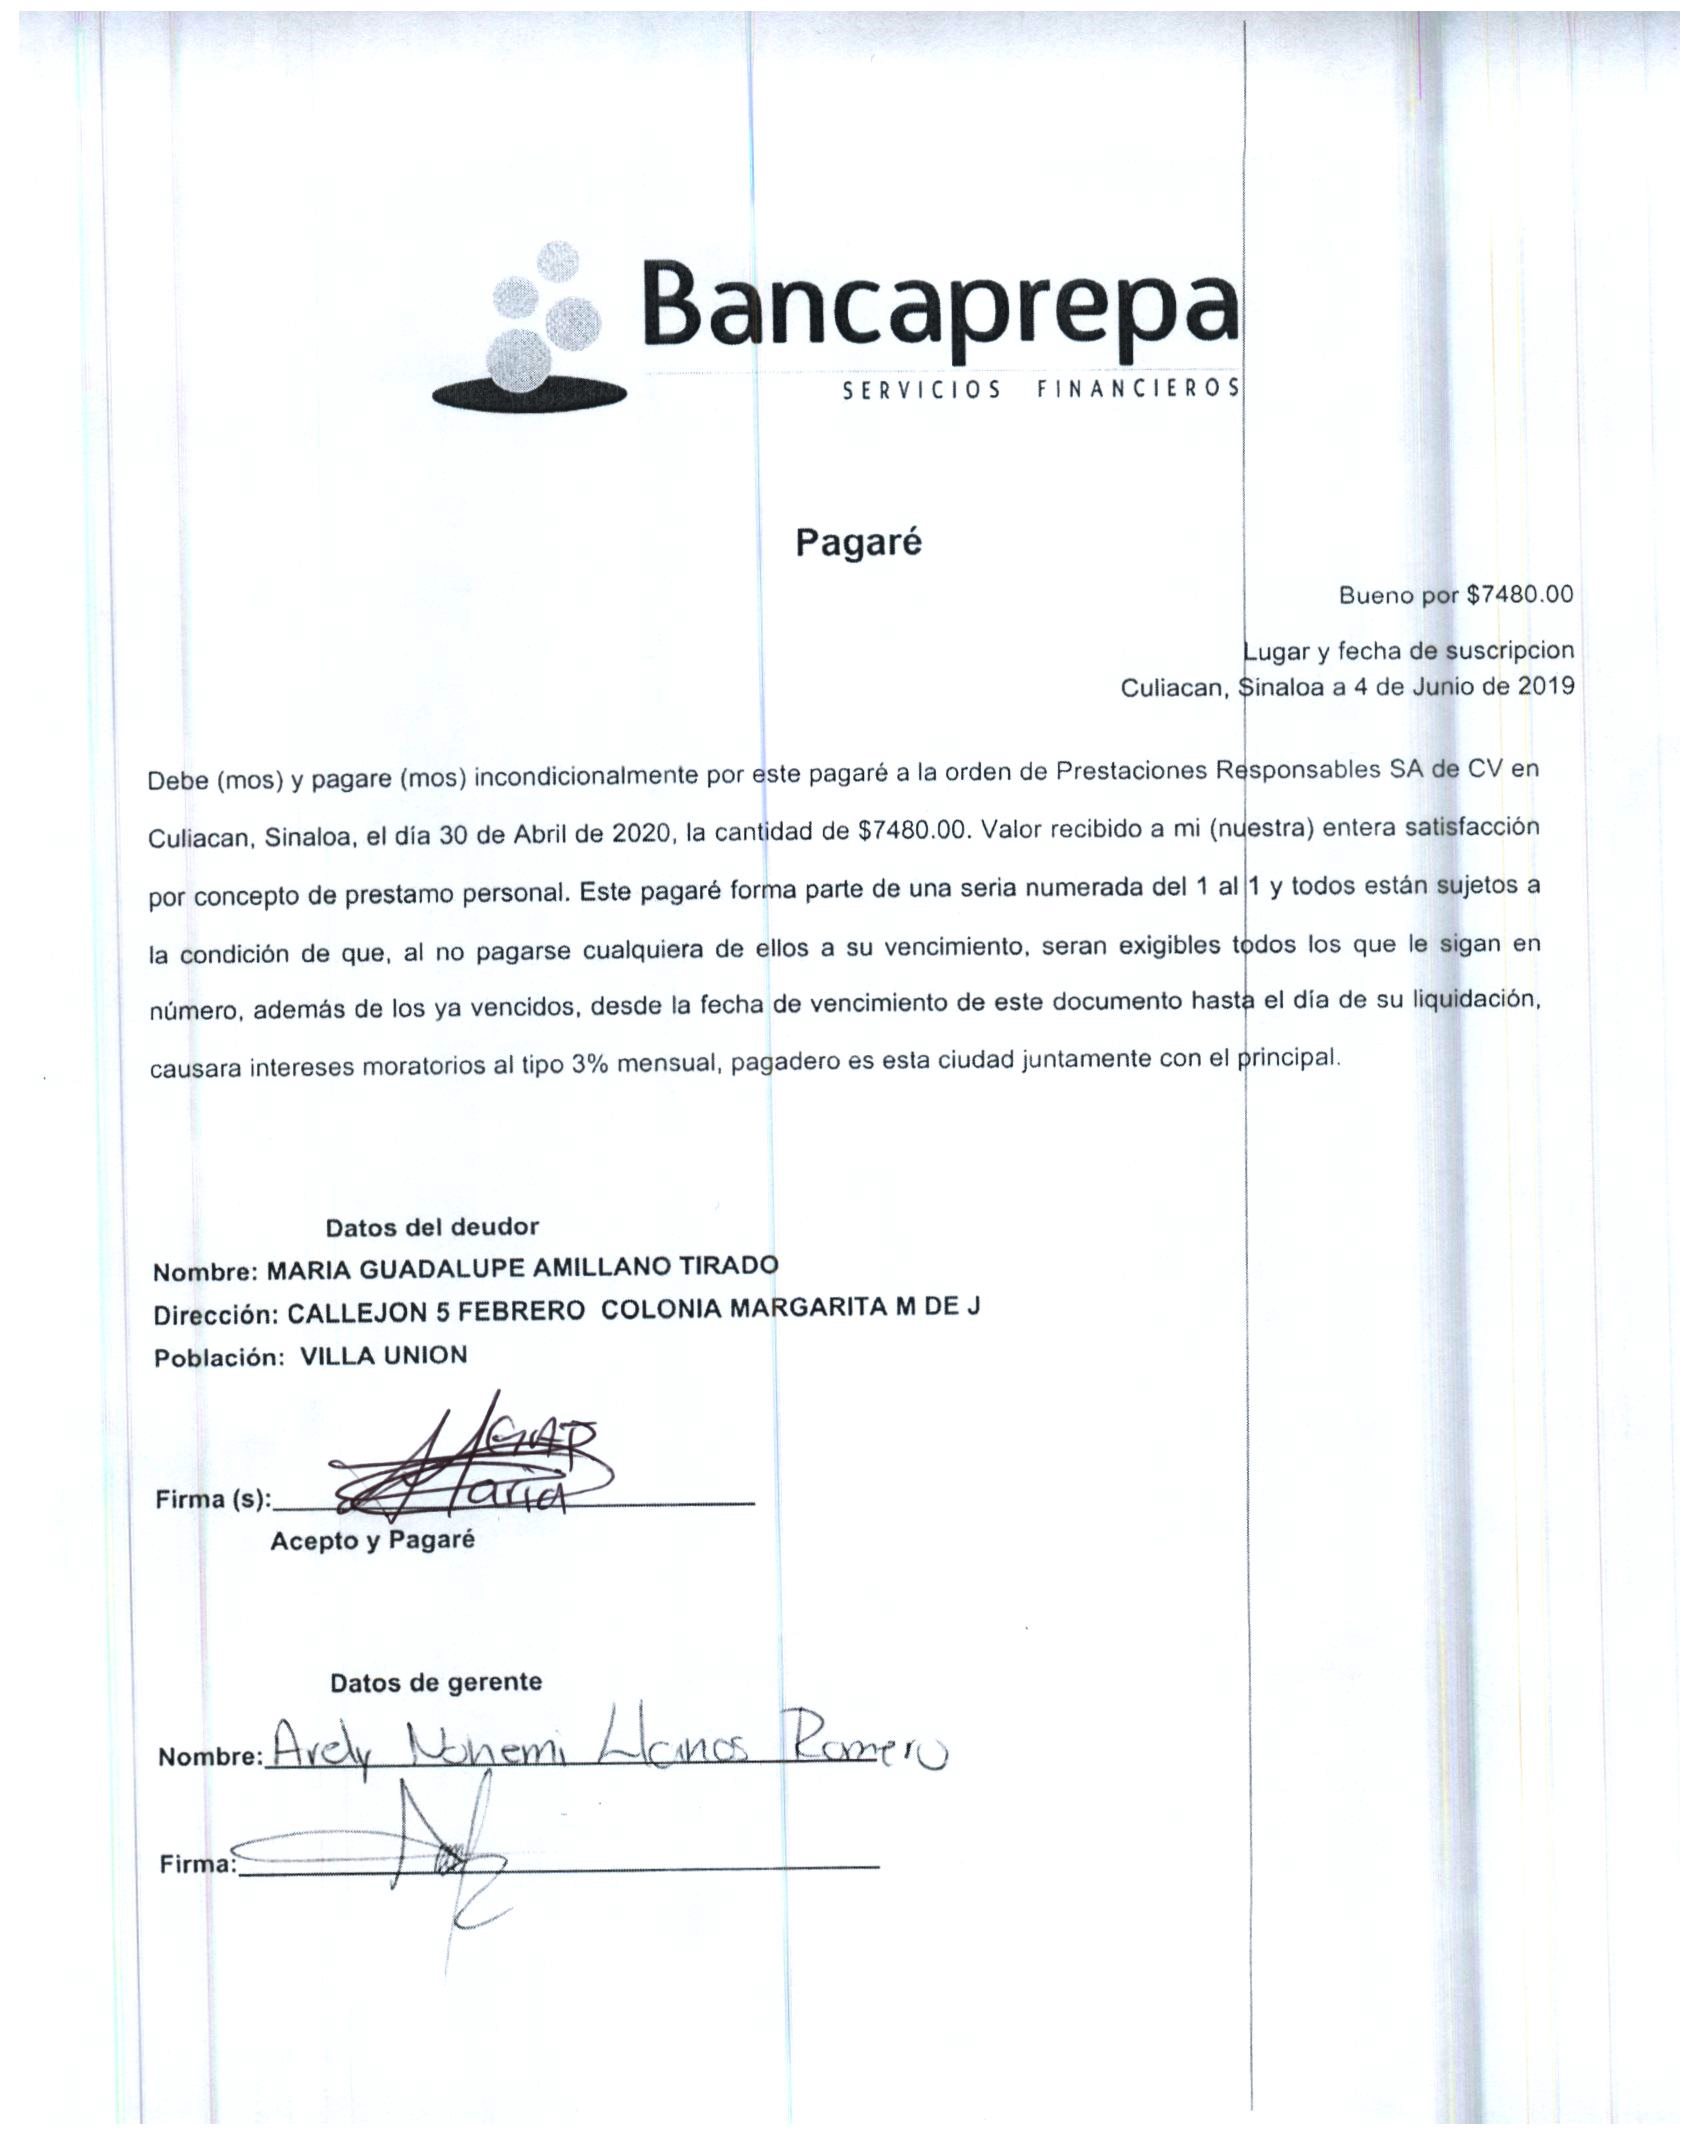 Bancaprepa
SERVICIOS FINANCIEROS
Pagaré
Bueno por $7480.00
Lugar y fecha de suscripcion
Culiacan, Sinaloa a 4 de Junio de 2019
Debe (mos) y pagare (mos) incondicionalmente por este pagaré a la orden de Prestaciones Responsables SA de CV en
Culiacan, Sinaloa, el día 30 de Abril de 2020, la cantidad de $7480.00. Valor recibido a mi (nuestra) entera satisfacción
por concepto de prestamo personal. Este pagaré forma parte de una seria numerada del 1 al 1 y todos están sujetos a
la condición de que, al no pagarse cualquiera de ellos a su vencimiento, seran exigibles todos los que le sigan en
número, además de los ya vencidos, desde la fecha de vencimiento de este documento hasta el día de su liquidación,
causara intereses moratorios al tipo 3% mensual, pagadero es esta ciudad juntamente con el principal.
Datos del deudor
Nombre: MARIA GUADALUPE AMILLANO TIRADO
Dirección: CALLEJON 5 FEBRERO COLONIA MARGARITA M DE J
Población: VILLA UNION
Firma (s): Maria
Acepto y Pagaré
Datos de gerente
Nombre: Arely Nohemi Llanos Romero
Firma: